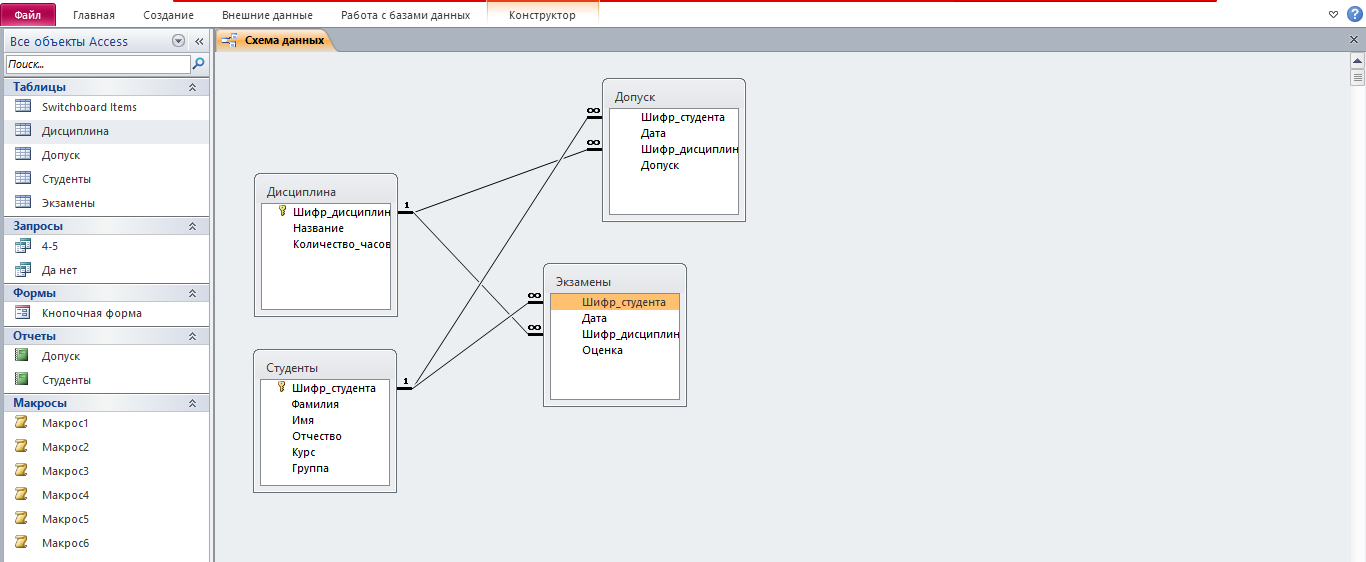 Файл Главная Создание Внешние данные Работа с базами данных Конструктор
Все объекты Access
Поиск...
Таблицы
Switchboard Items
Дисциплина
Допуск
Студенты
Экзамены
Запросы
4-5
Да нет
Формы
Кнопочная форма
Отчеты
Допуск
Студенты
Макросы
Макрос1
Макрос2
Макрос3
Макрос4
Макрос5
Макрос6
Схема данных
Дисциплина
Шифр_дисциплин
Название
Количество_часов
1
Студенты
Шифр_студента
Фамилия
Имя
Отчество
Курс
Группа
1
Допуск
∞ Шифр_студента
Дата
∞ Шифр_дисциплин
Допуск
Экзамены
∞ Шифр_студента
Дата
∞ Шифр_дисциплин
Оценка